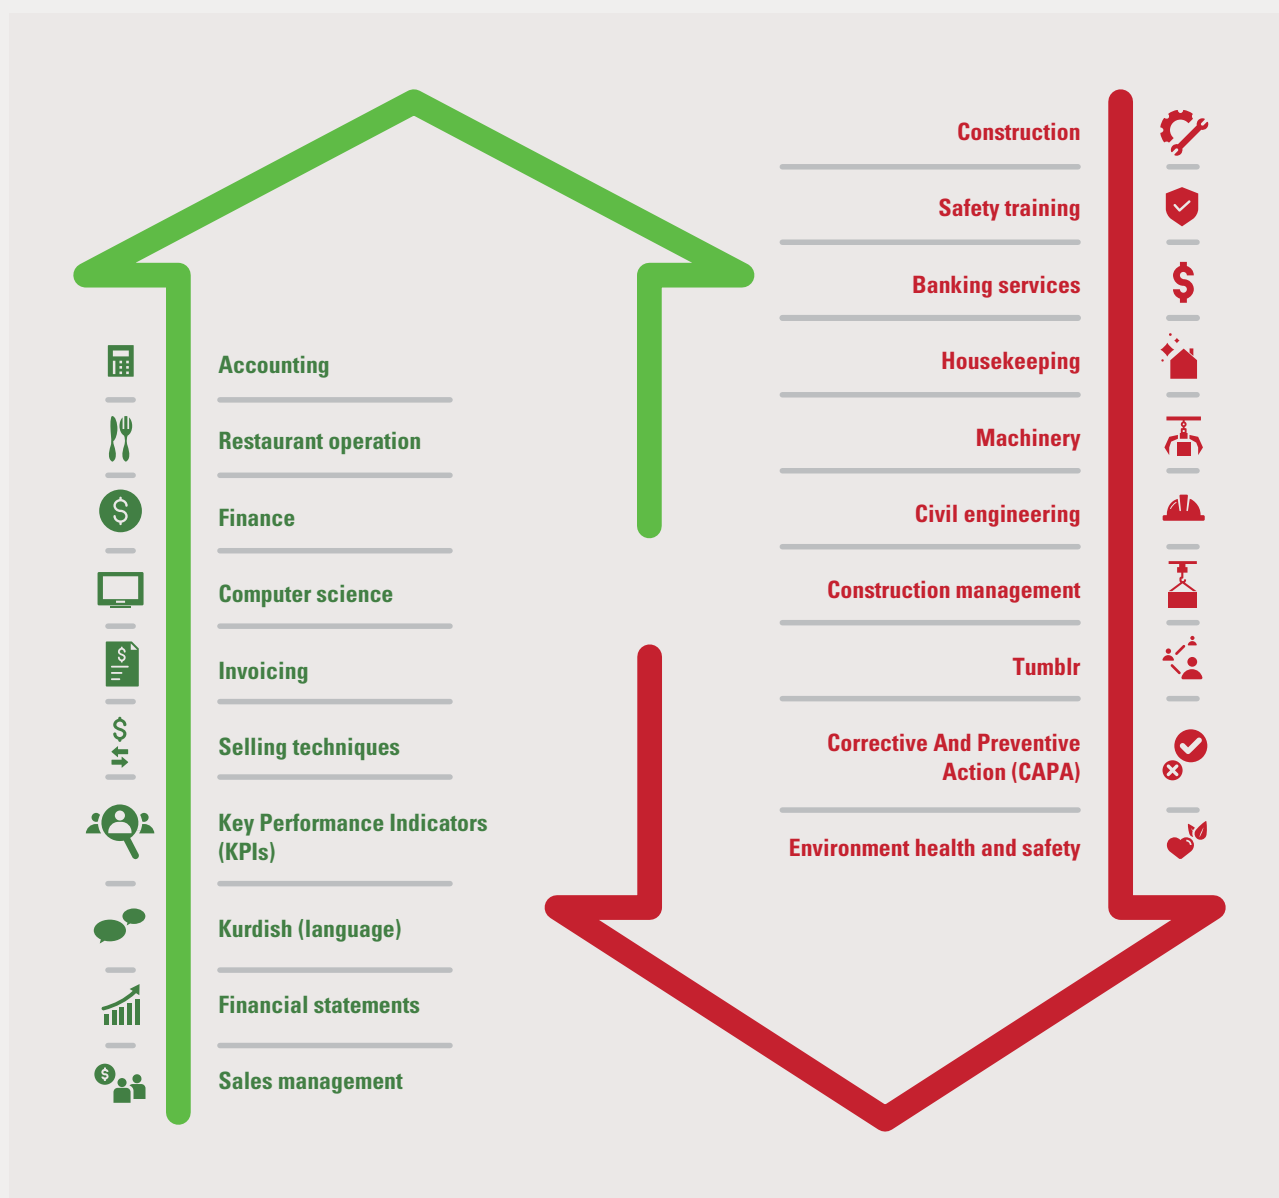 Accounting
Restaurant operation
Finance
Computer science
Invoicing
Selling techniques
Key Performance Indicators
(KPIs)
Kurdish (language)
Financial statements
Sales management
Construction
Safety training
Banking services
Housekeeping
Machinery
Civil engineering
Construction management
Tumblr
Corrective And Preventive
Action (CAPA)
Environment health and safety